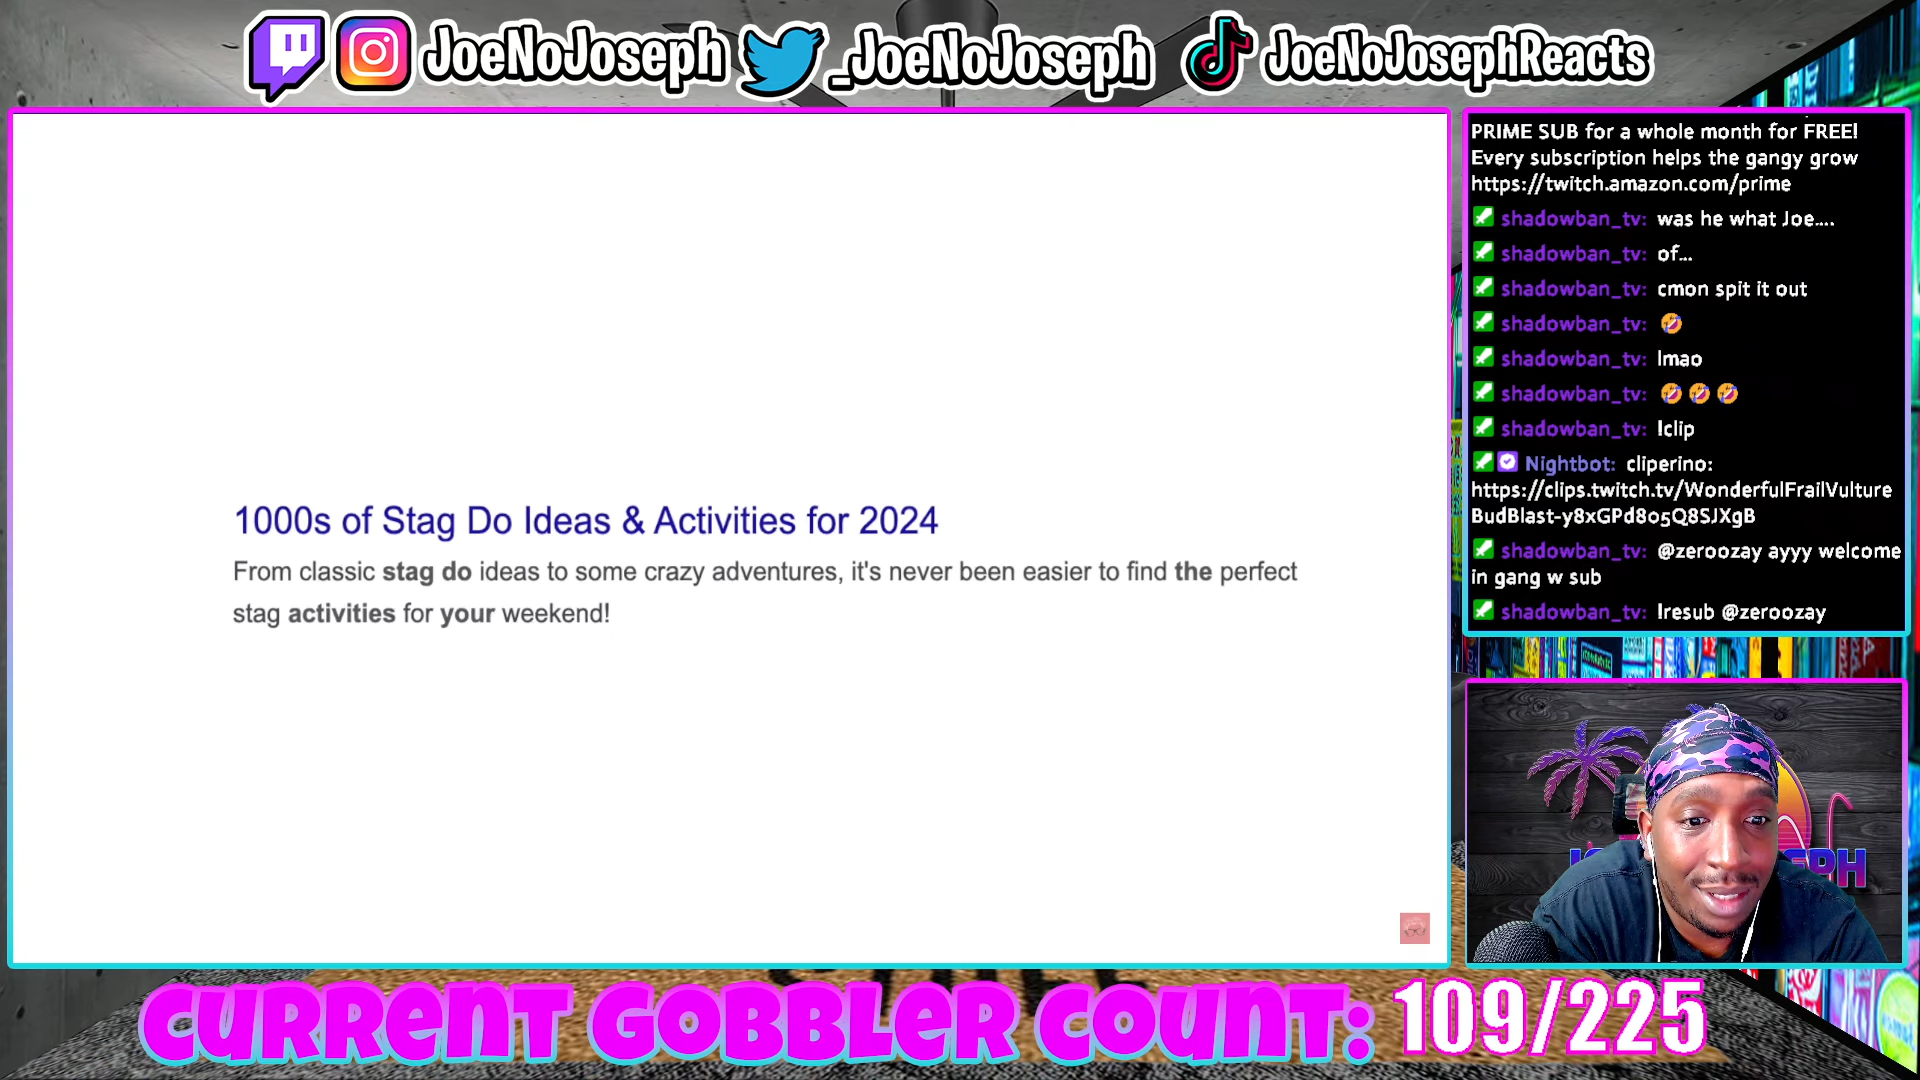 JoeNoJoseph _JoeNoJoseph JoeNoJosephReacts
PRIME SUB for a whole month for FREE!
Every subscription helps the gangy grow
https://twitch.amazon.com/prime
shadowban_tv: was he what Joe....
shadowban_tv: of...
shadowban_tv: cmon spit it out
shadowban_tv: 🤣
shadowban_tv: lmao
shadowban_tv: 🤣🤣🤣
shadowban_tv: !clip
Nightbot: cliperino:
https://clips.twitch.tv/WonderfulFrailVulture
BudBlast-y8xGPd8o5Q8SJXgB
shadowban_tv: @zeroozay ayyy welcome
in gang w sub
shadowban_tv: !resub @zeroozay
1000s of Stag Do Ideas & Activities for 2024
From classic stag do ideas to some crazy adventures, it's never been easier to find the perfect
stag activities for your weekend!
CURRENT GOBBLER COUNT: 109/225